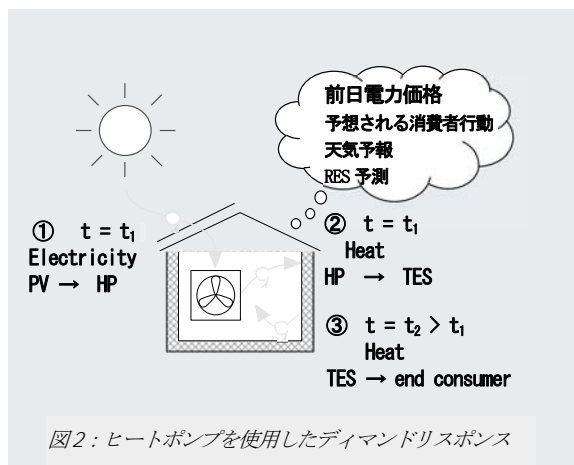 前日電力価格
予想される消費者行動
天気予報
RES 予測
① t = t₁
Electricity
PV → HP
② t = t₁
Heat
HP → TES
③ t = t₂ > t₁
Heat
TES → end consumer
図2：ヒートポンプを使用したディマンドリスポンス